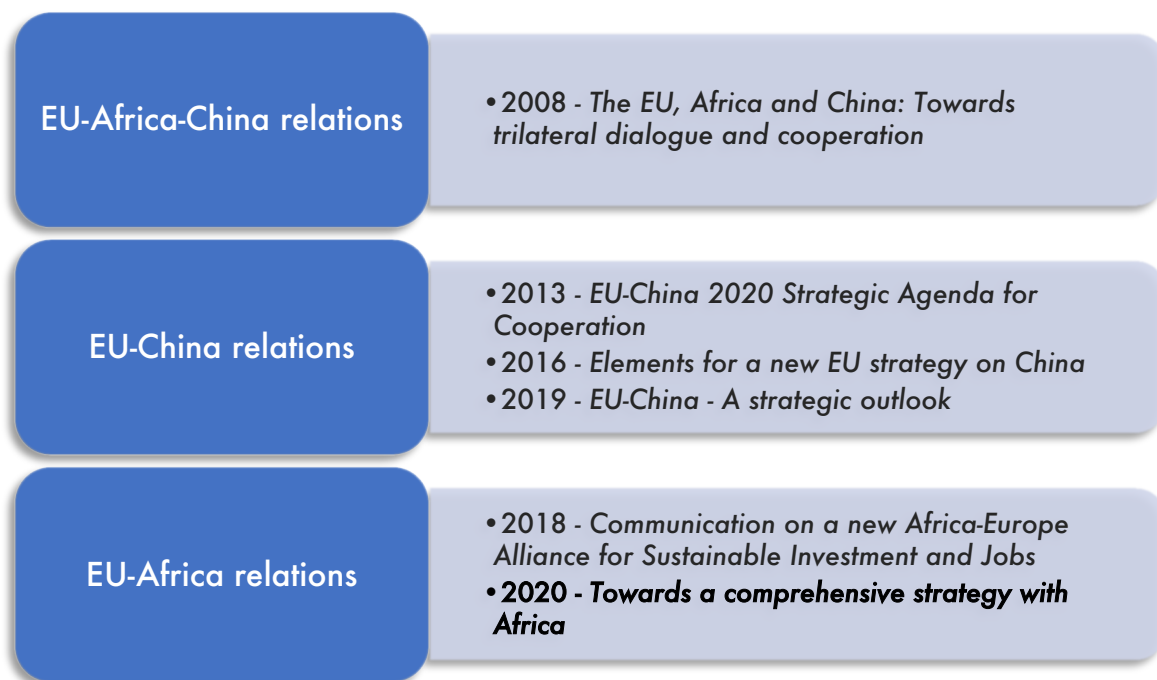 EU-Africa-China relations
•2008 - The EU, Africa and China: Towards
trilateral dialogue and cooperation
EU-China relations
•2013 - EU-China 2020 Strategic Agenda for
Cooperation
•2016 - Elements for a new EU strategy on China
•2019 - EU-China - A strategic outlook
EU-Africa relations
•2018 - Communication on a new Africa-Europe
Alliance for Sustainable Investment and Jobs
•2020 - Towards a comprehensive strategy with
Africa